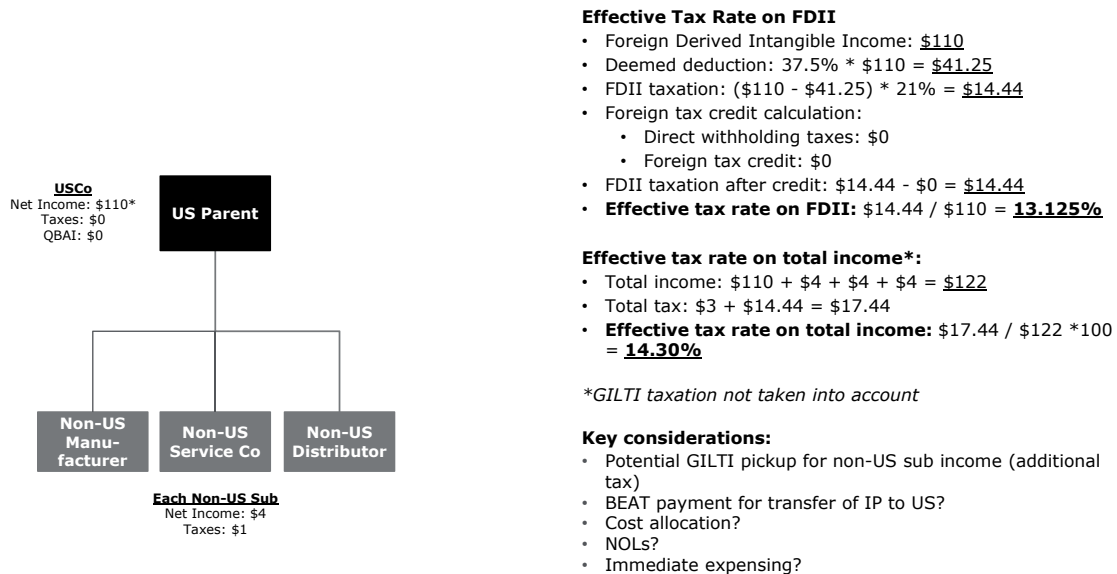 USCo
Net Income: $110*
Taxes: $0
QBAI: $0
US Parent
Non-US
Manu-
facturer
Non-US
Service Co
Non-US
Distributor
Each Non-US Sub
Net Income: $4
Taxes: $1
Effective Tax Rate on FDII
• Foreign Derived Intangible Income: $110
• Deemed deduction: 37.5% * $110 = $41.25
• FDII taxation: ($110 - $41.25) * 21% = $14.44
• Foreign tax credit calculation:
• Direct withholding taxes: $0
• Foreign tax credit: $0
• FDII taxation after credit: $14.44 - $0 = $14.44
• Effective tax rate on FDII: $14.44 / $110 = 13.125%
Effective tax rate on total income*:
• Total income: $110 + $4 + $4 + $4 = $122
• Total tax: $3 + $14.44 = $17.44
• Effective tax rate on total income: $17.44 / $122 *100
= 14.30%
*GILTI taxation not taken into account
Key considerations:
• Potential GILTI pickup for non-US sub income (additional
tax)
• BEAT payment for transfer of IP to US?
• Cost allocation?
• NOLs?
• Immediate expensing?